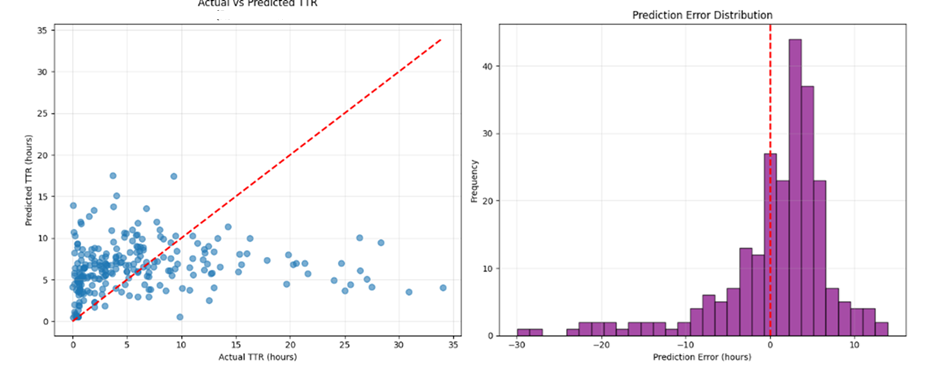 Actual vs Predicted TTR
35
30
25
20
15
10
5
0
Predicted TTR (hours)
0 5 10 15 20 25 30 35
Actual TTR (hours)
Prediction Error Distribution
40
30
20
10
0
Frequency
−30 −20 −10 0 10
Prediction Error (hours)